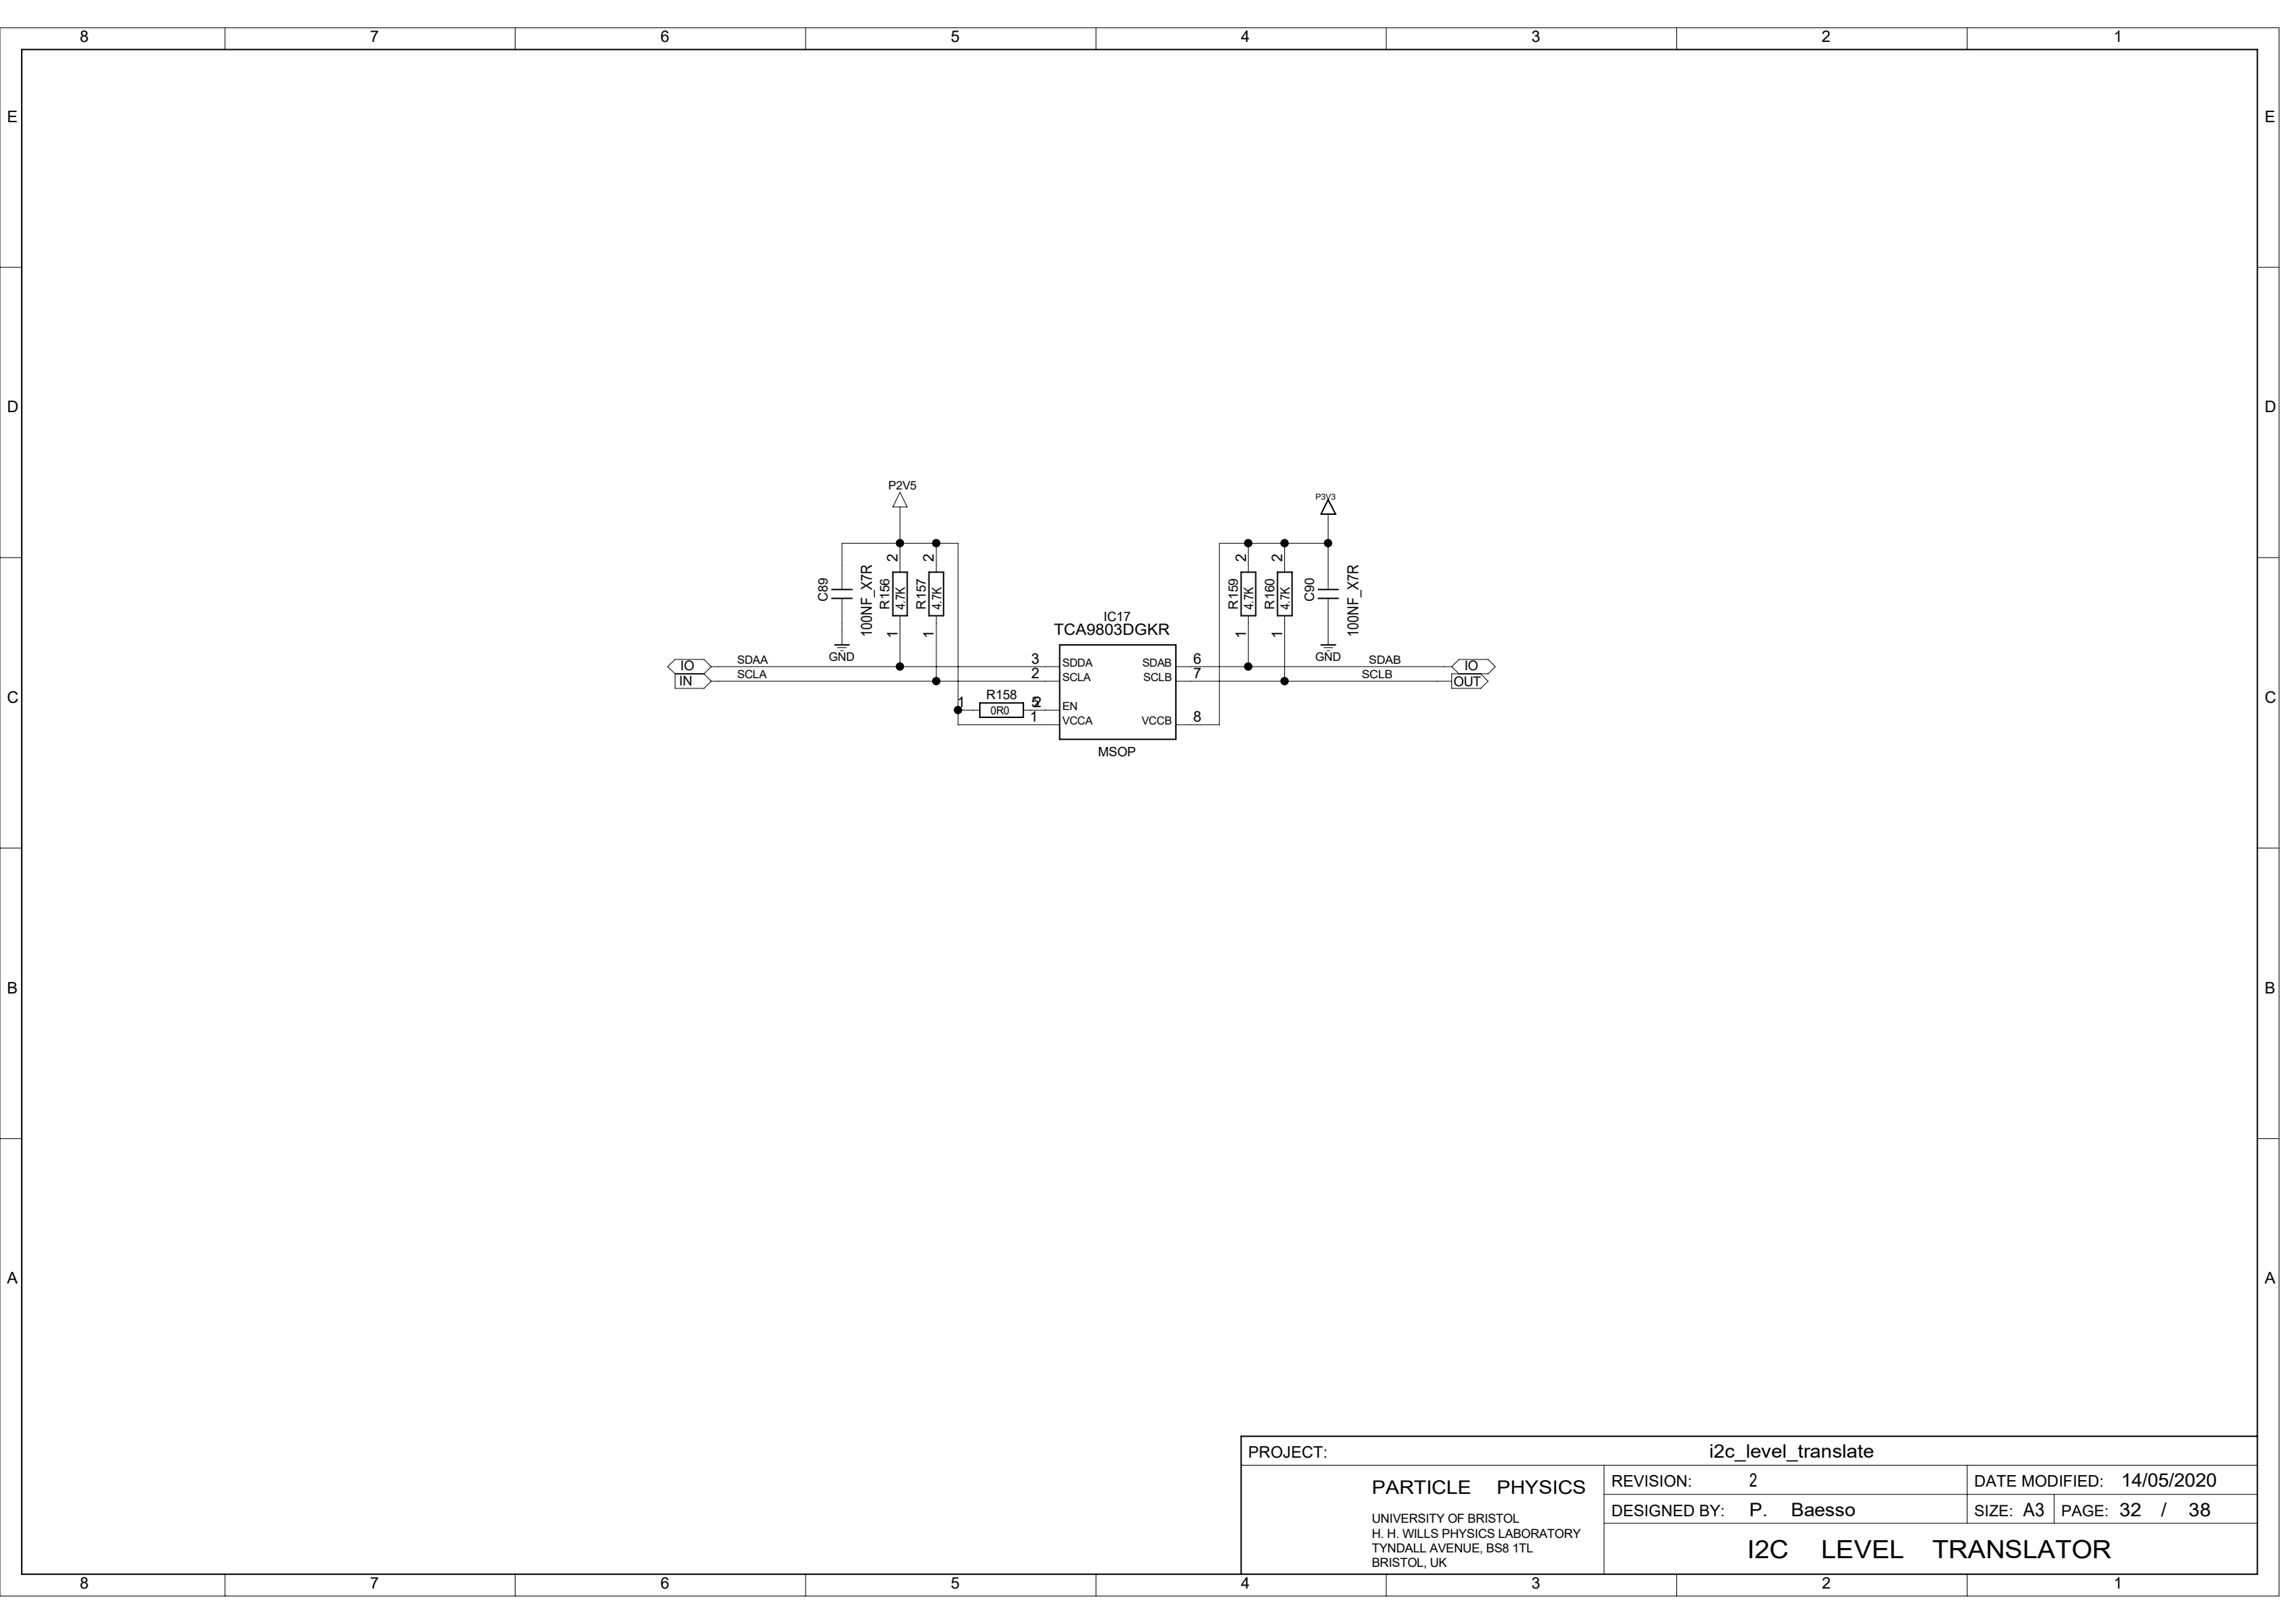 8 7 6 5 4 3 2 1
E E
D D
C C
B B
A A
P2V5
P3V3
C89
100NF_X7R
R156
4.7K
2
1
R157
4.7K
2
1
GND
R159
4.7K
2
1
R160
4.7K
2
1
C90
100NF_X7R
GND
IC17
TCA9803DGKR
IO SDAA 3 SDDA SDAB 6 SDAB IO
IN SCLA 2 SCLA SCLB 7 SCLB OUT
R158
1 0R0 2 5 EN
1 VCCA VCCB 8
MSOP
PROJECT: i2c_level_translate
PARTICLE PHYSICS
UNIVERSITY OF BRISTOL
H. H. WILLS PHYSICS LABORATORY
TYNDALL AVENUE, BS8 1TL
BRISTOL, UK
REVISION: 2 DATE MODIFIED: 14/05/2020
DESIGNED BY: P. Baesso SIZE: A3 PAGE: 32 / 38
I2C LEVEL TRANSLATOR
8 7 6 5 4 3 2 1